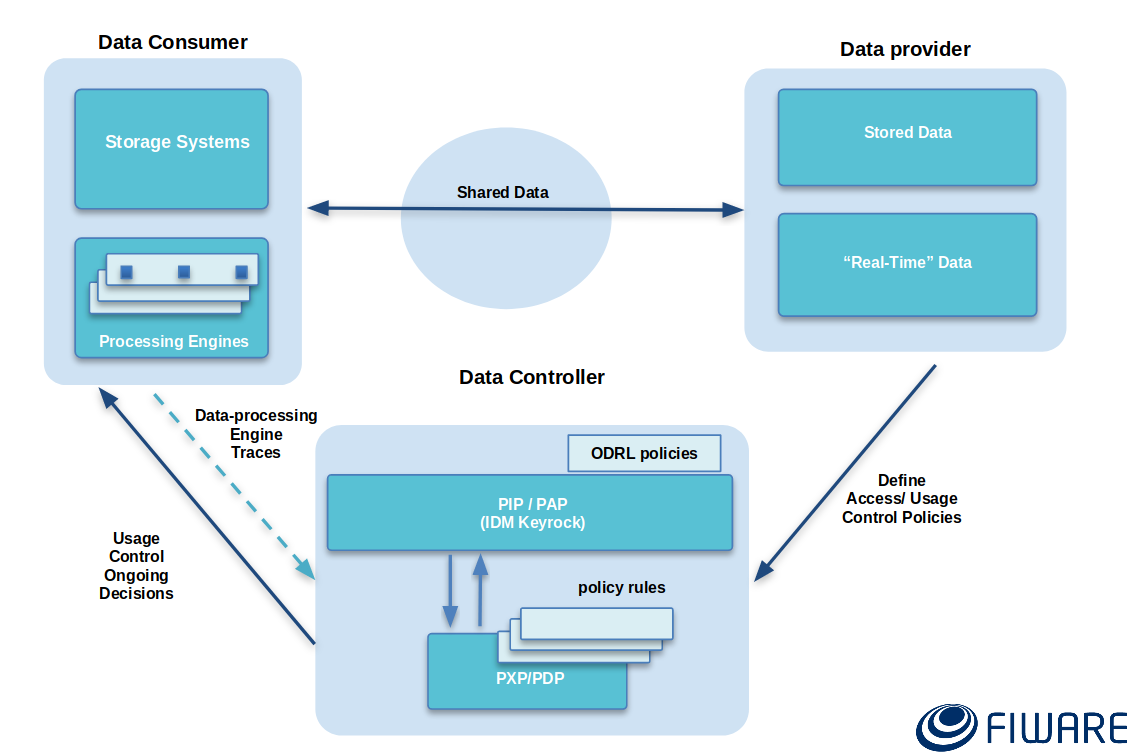 Data Consumer
Data provider
Storage Systems
Stored Data
Shared Data
“Real-Time” Data
Processing Engines
Data Controller
Data-processing
Engine
Traces
ODRL policies
Define
Access/ Usage
Control Policies
PIP / PAP
(IDM Keyrock)
Usage
Control
Ongoing
Decisions
policy rules
PXP/PDP
FIWARE